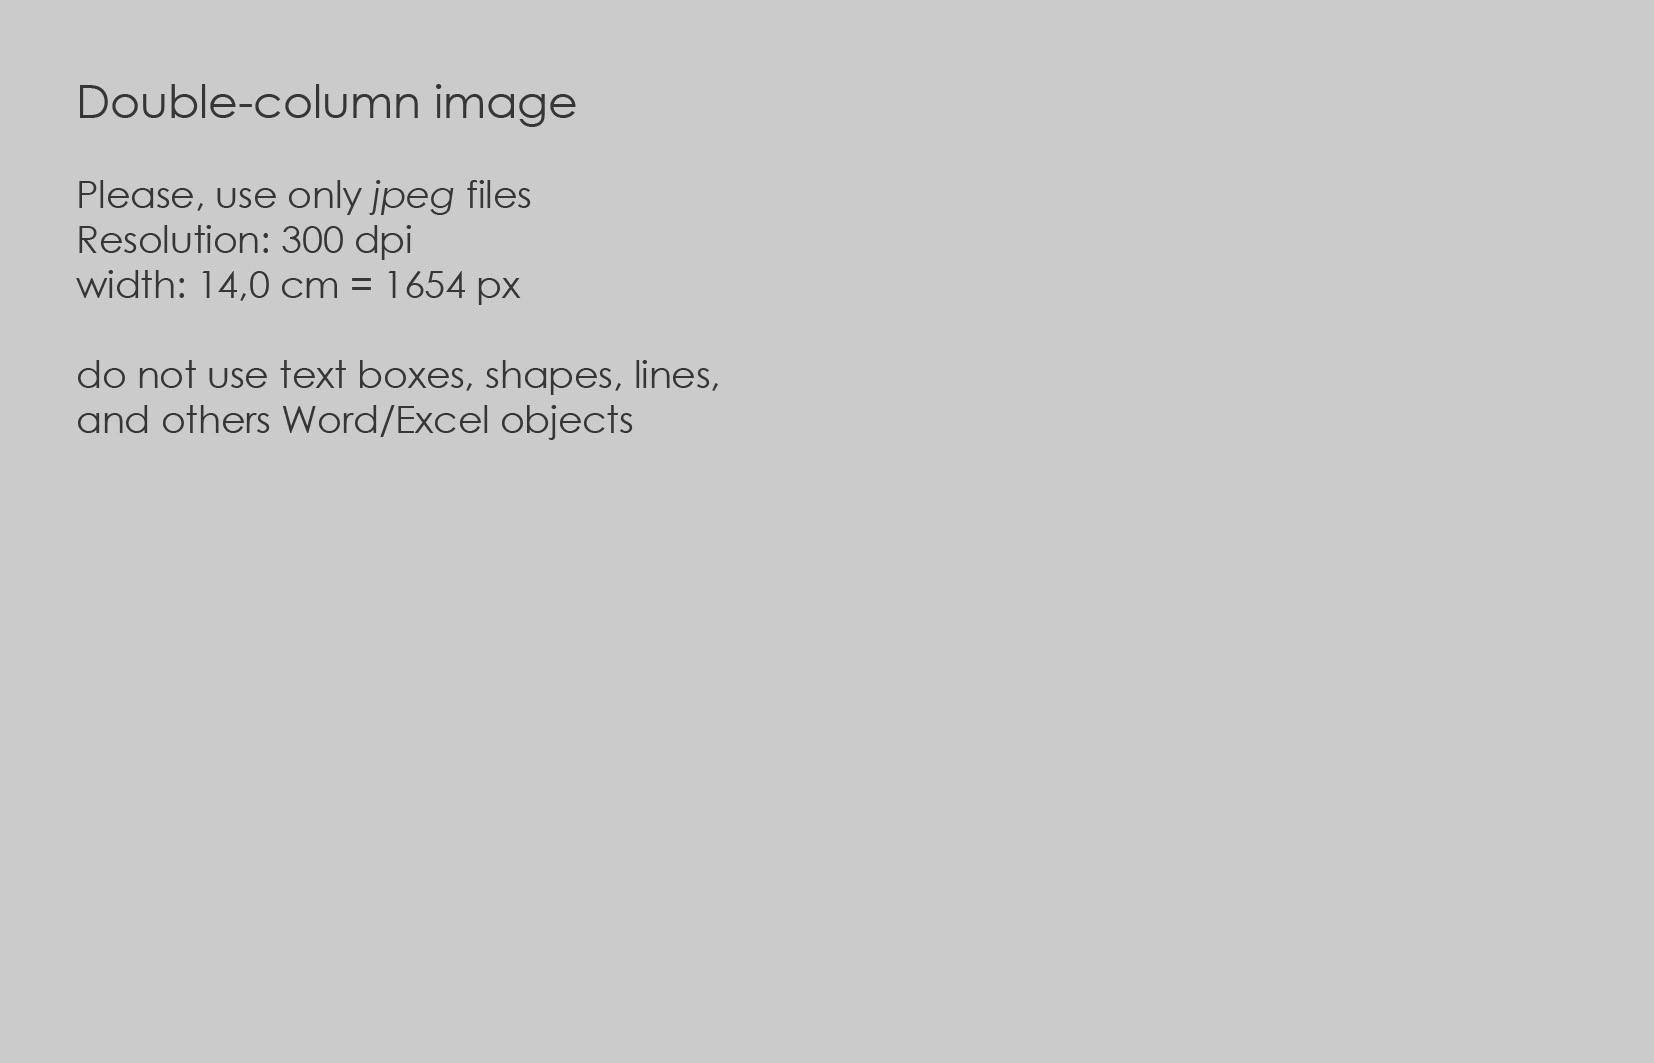 Double-column image
Please, use only jpeg files
Resolution: 300 dpi
width: 14,0 cm = 1654 px
do not use text boxes, shapes, lines,
and others Word/Excel objects